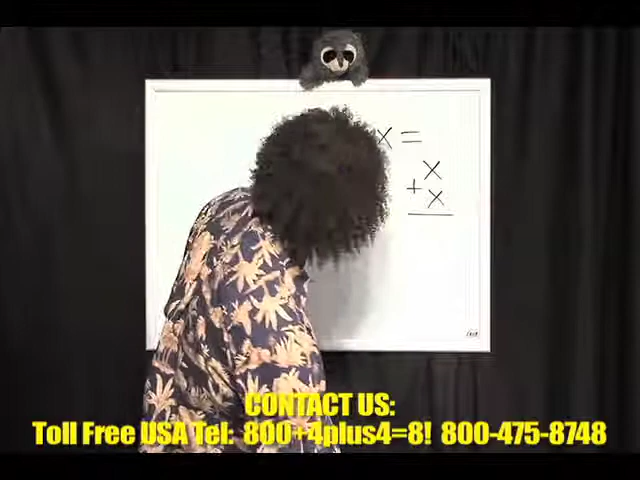 x =
x
+ x
CONTACT US:
Toll Free USA Tel: 800+4plus4=8! 800-475-8748